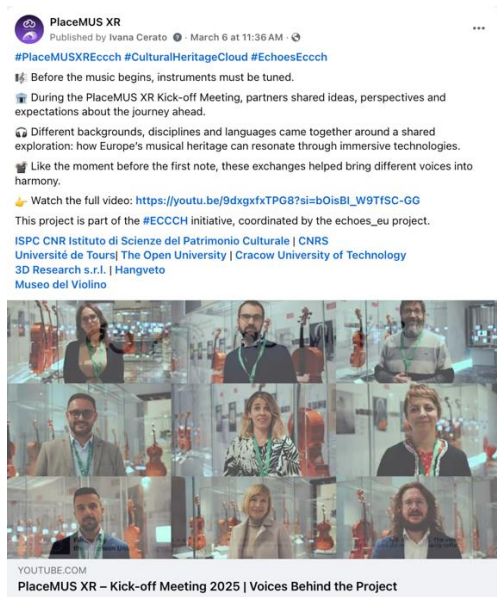 PlaceMUS XR
Published by Ivana Cerato · March 6 at 11:36 AM ·
#PlaceMUSXREccch #CulturalHeritageCloud #EchoesEccch
🎼 Before the music begins, instruments must be tuned.
🏛️ During the PlaceMUS XR Kick-off Meeting, partners shared ideas, perspectives and
expectations about the journey ahead.
🎧 Different backgrounds, disciplines and languages came together around a shared
exploration: how Europe's musical heritage can resonate through immersive technologies.
📽️ Like the moment before the first note, these exchanges helped bring different voices into
harmony.
👉 Watch the full video: https://youtu.be/9dxgxfxTPG8?si=bOisBI_W9TfSC-GG
This project is part of the #ECCCH initiative, coordinated by the echoes_eu project.
ISPC CNR Istituto di Scienze del Patrimonio Culturale | CNRS
Université de Tours| The Open University | Cracow University of Technology
3D Research s.r.l. | Hangveto
Museo del Violino
YOUTUBE.COM
PlaceMUS XR – Kick-off Meeting 2025 | Voices Behind the Project